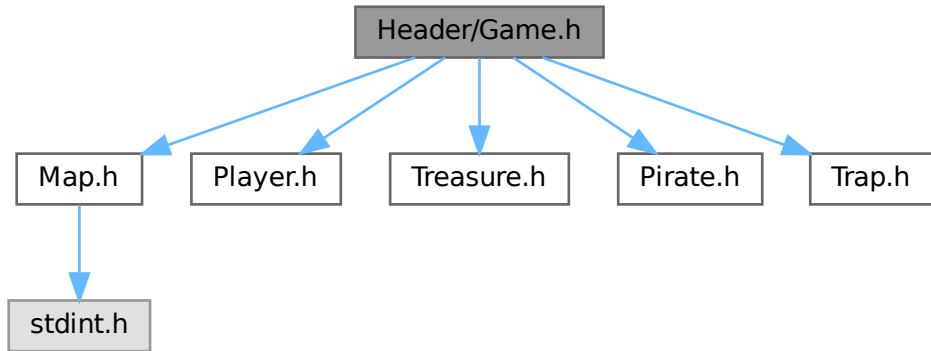 Header/Game.h
Map.h
Player.h
Treasure.h
Pirate.h
Trap.h
stdint.h